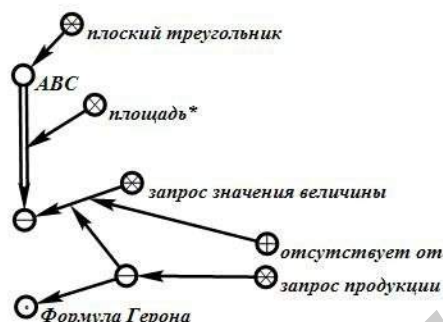 плоский треугольник
ABC
площадь*
запрос значения величины
отсутствует от
запрос продукции
Формула Герона